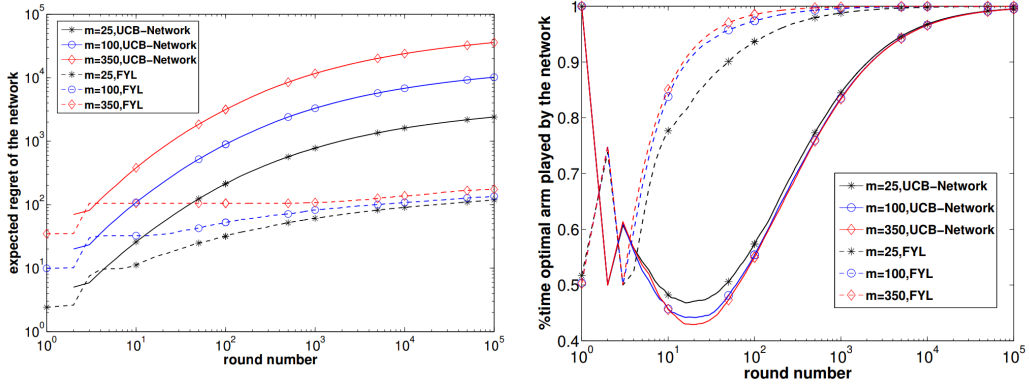 10^5
10^4
10^3
10^2
10^1
10^0
expected regret of the network
m=25,UCB-Network
m=100,UCB-Network
m=350,UCB-Network
m=25,FYL
m=100,FYL
m=350,FYL
10^0
10^1
10^2
10^3
10^4
10^5
round number
1
0.9
0.8
0.7
0.6
0.5
0.4
%time optimal arm played by the network
m=25,UCB-Network
m=100,UCB-Network
m=350,UCB-Network
m=25,FYL
m=100,FYL
m=350,FYL
10^0
10^1
10^2
10^3
10^4
10^5
round number